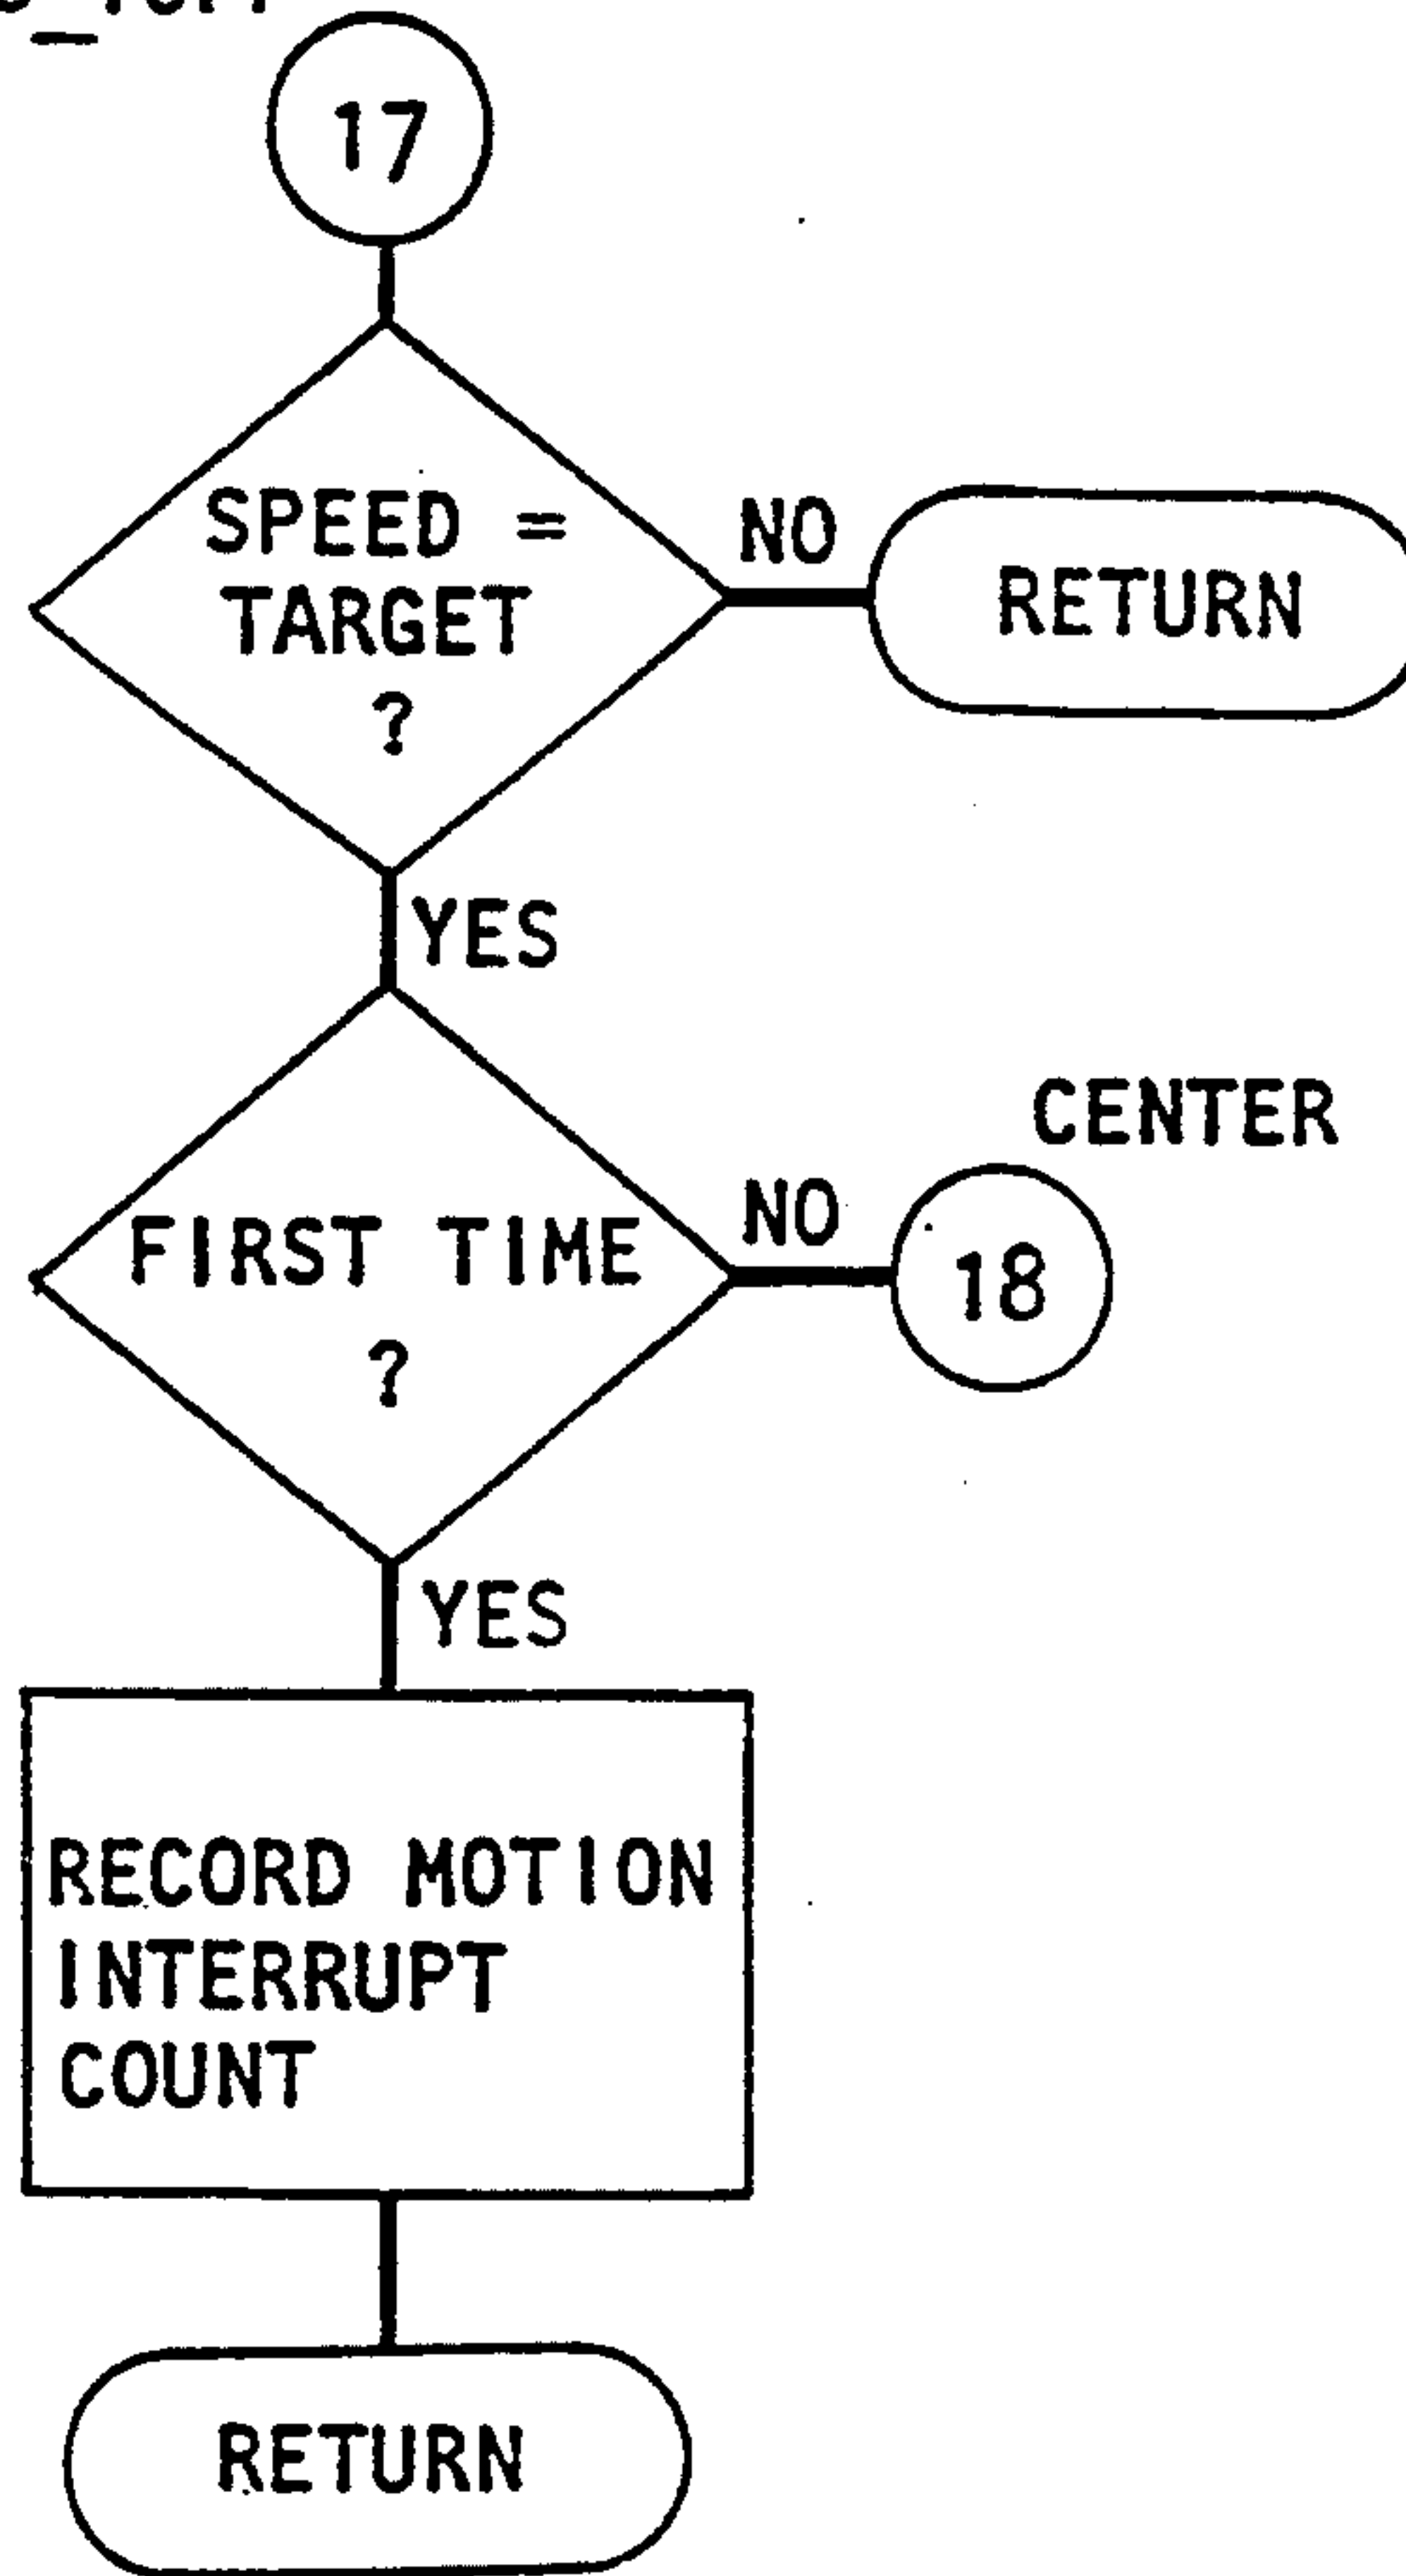 17
SPEED =
TARGET
?
NO
RETURN
YES
CENTER
FIRST TIME
?
NO
18
YES
RECORD MOTION
INTERRUPT
COUNT
RETURN